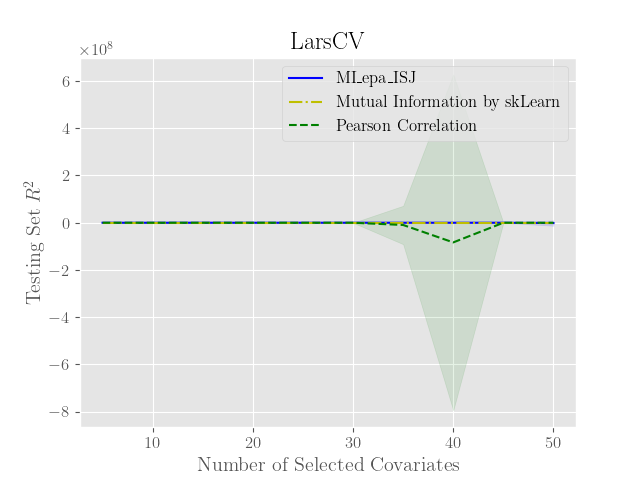 LarsCV
×10⁸
MI_epa_ISJ
Mutual Information by skLearn
Pearson Correlation
6
4
2
0
−2
−4
−6
−8
Testing Set R²
10 20 30 40 50
Number of Selected Covariates